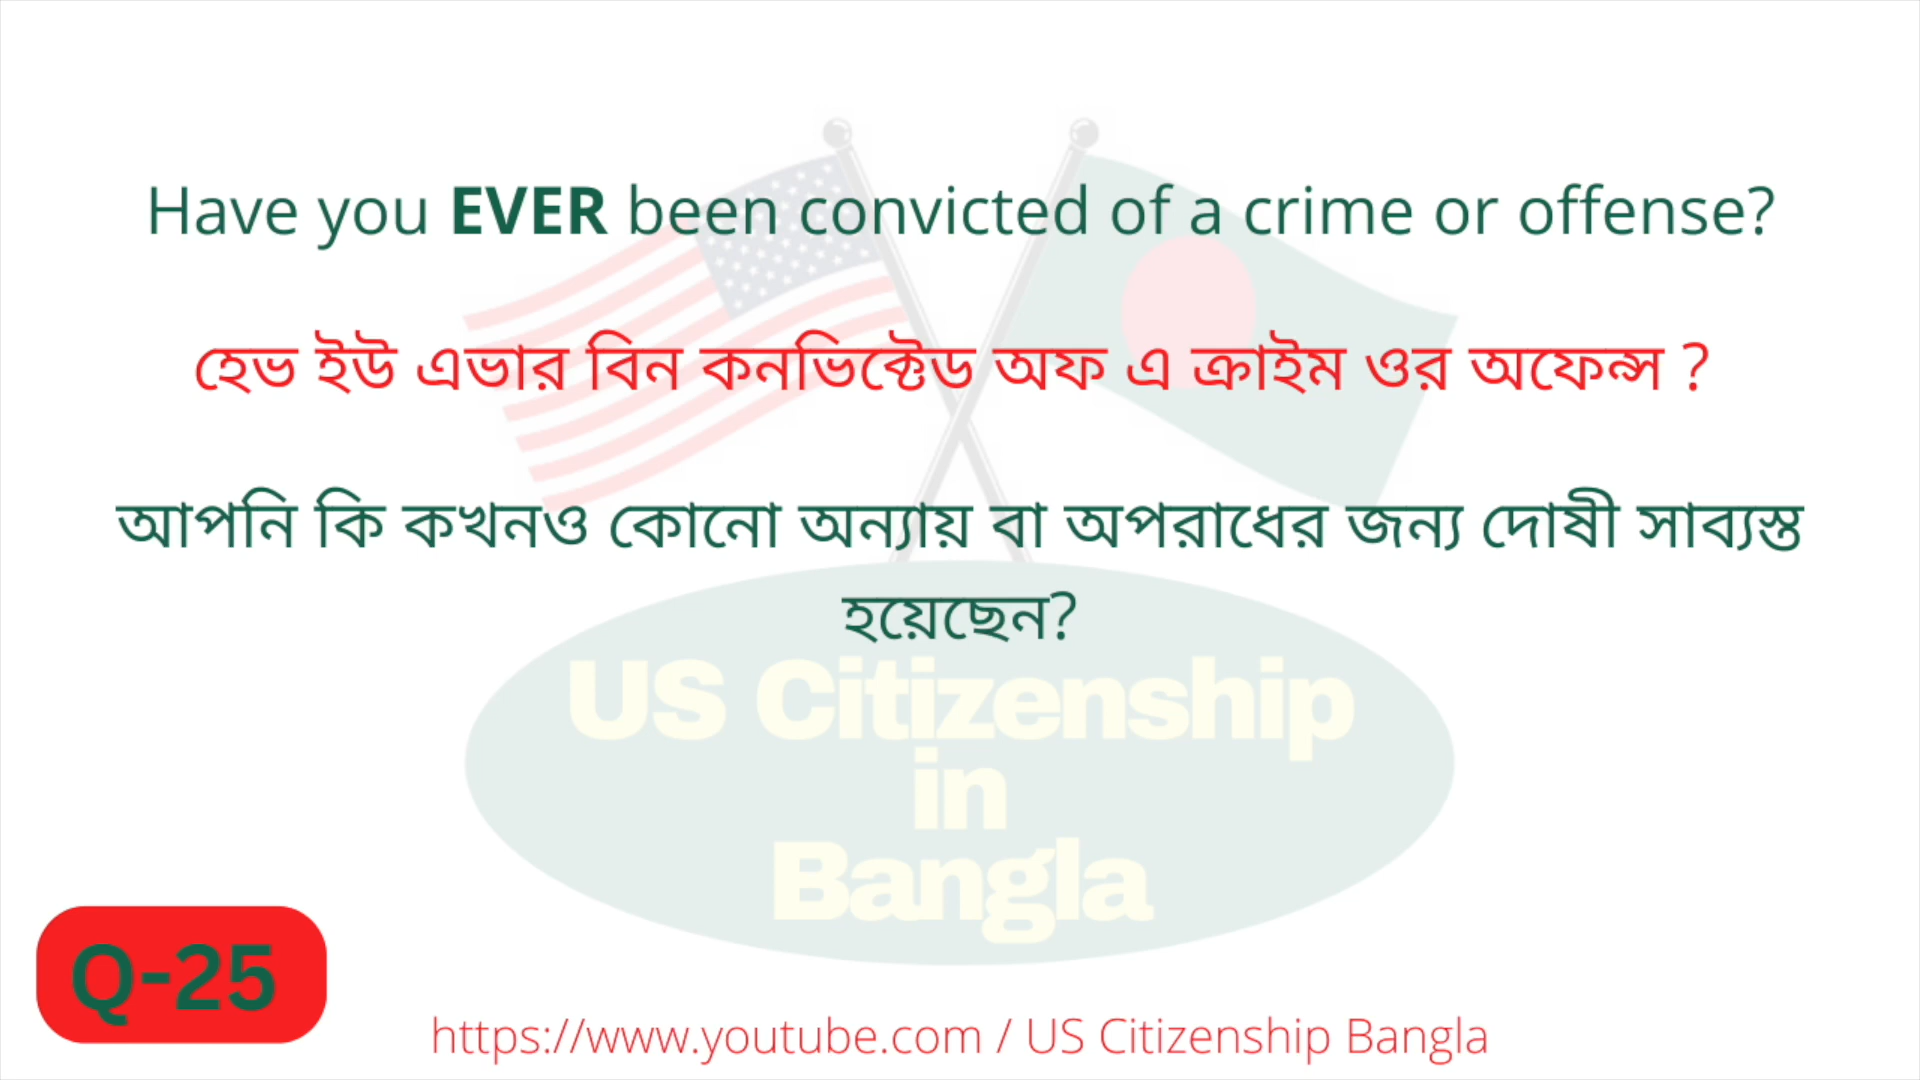 Have you EVER been convicted of a crime or offense?
হেভ ইউ এভার বিন কনভিক্টেড অফ এ ক্রাইম ওর অফেন্স ?
আপনি কি কখনও কোনো অন্যায় বা অপরাধের জন্য দোষী সাব্যস্ত
হয়েছেন?
US Citizenship
in
Bangla
Q-25
https://www.youtube.com / US Citizenship Bangla